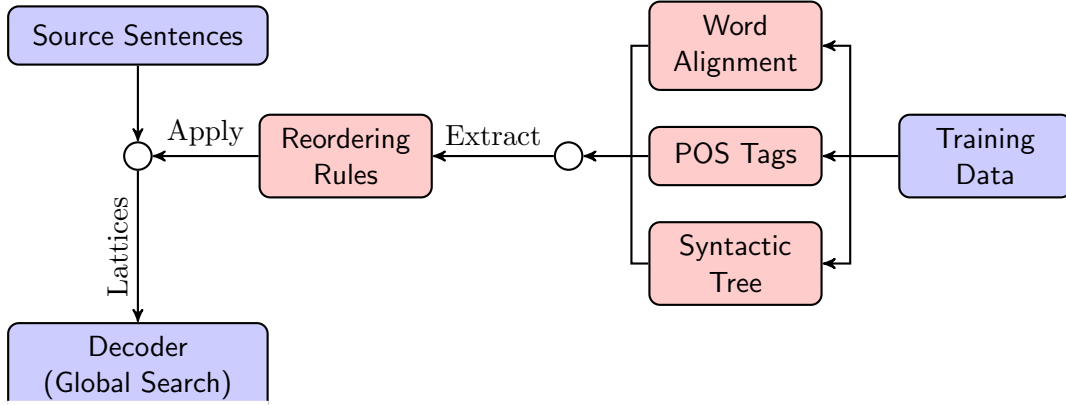 Source Sentences
Word
Alignment
Apply
Reordering
Rules
Extract
POS Tags
Training
Data
Lattices
Syntactic
Tree
Decoder
(Global Search)